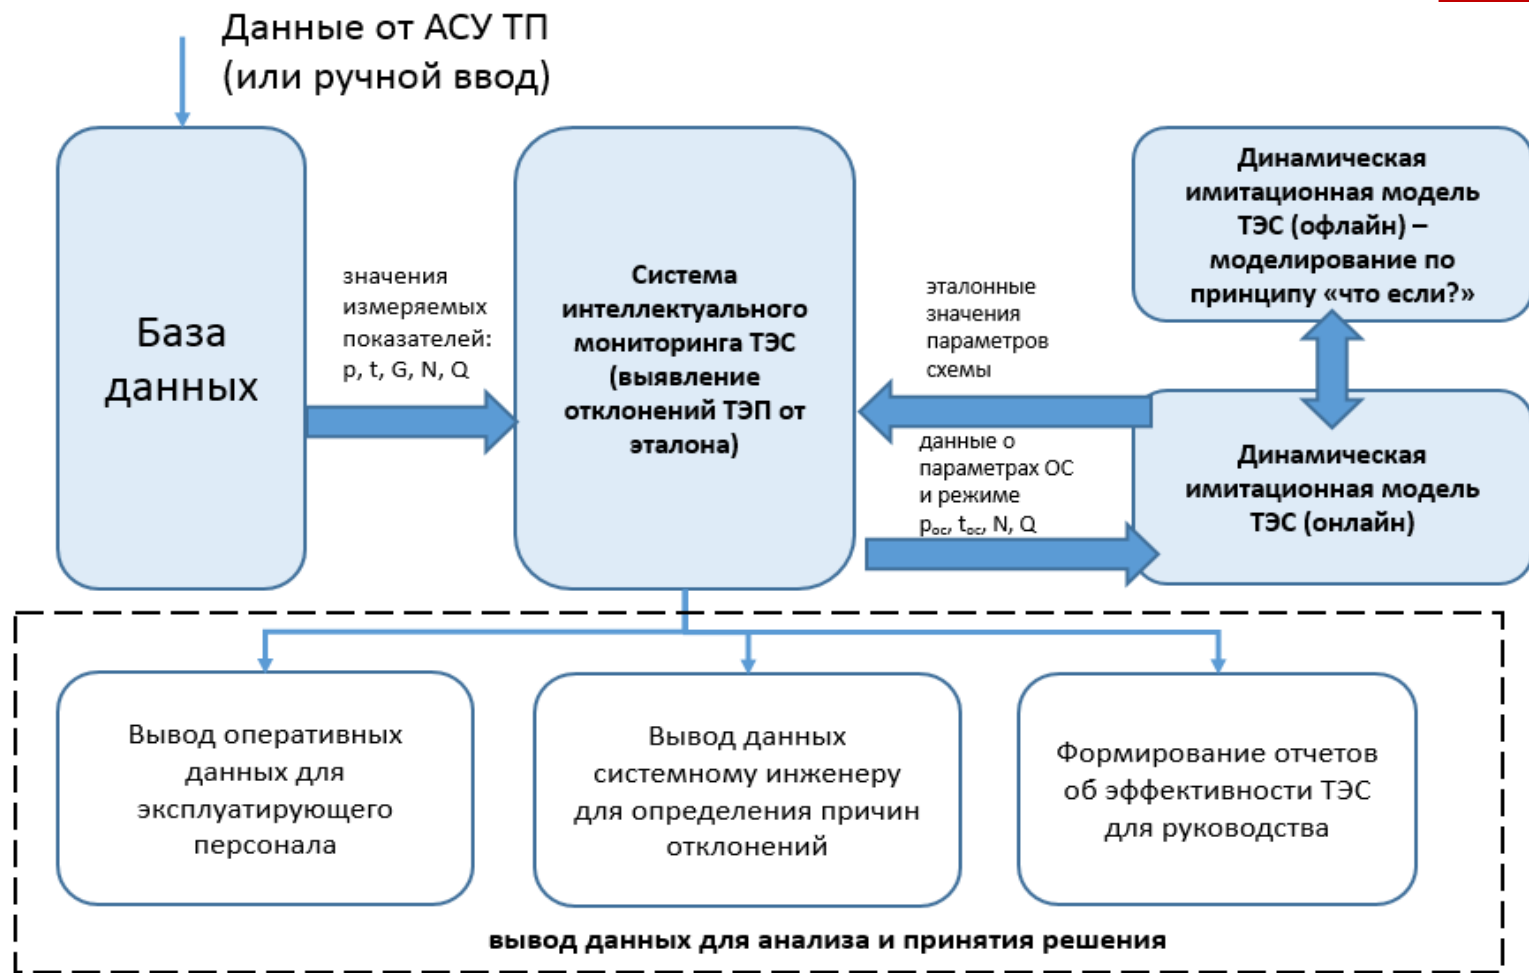 Данные от АСУ ТП
(или ручной ввод)
База
данных
значения
измеряемых
показателей:
p, t, G, N, Q
Система
интеллектуального
мониторинга ТЭС
(выявление
отклонений ТЭП от
эталона)
эталонные
значения
параметров
схемы
данные о
параметрах ОС
и режиме
pос, tос, N, Q
Динамическая
имитационная модель
ТЭС (офлайн) –
моделирование по
принципу «что если?»
Динамическая
имитационная модель
ТЭС (онлайн)
Вывод оперативных
данных для
эксплуатирующего
персонала
Вывод данных
системному инженеру
для определения причин
отклонений
Формирование отчетов
об эффективности ТЭС
для руководства
вывод данных для анализа и принятия решения